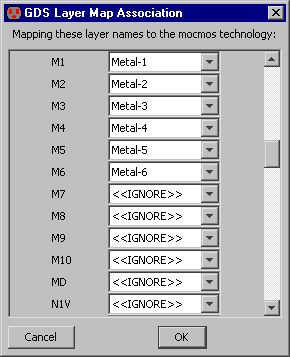 GDS Layer Map Association
Mapping these layer names to the mocmos technology:
M1 Metal-1
M2 Metal-2
M3 Metal-3
M4 Metal-4
M5 Metal-5
M6 Metal-6
M7 <<IGNORE>>
M8 <<IGNORE>>
M9 <<IGNORE>>
M10 <<IGNORE>>
MD <<IGNORE>>
N1V <<IGNORE>>
Cancel OK